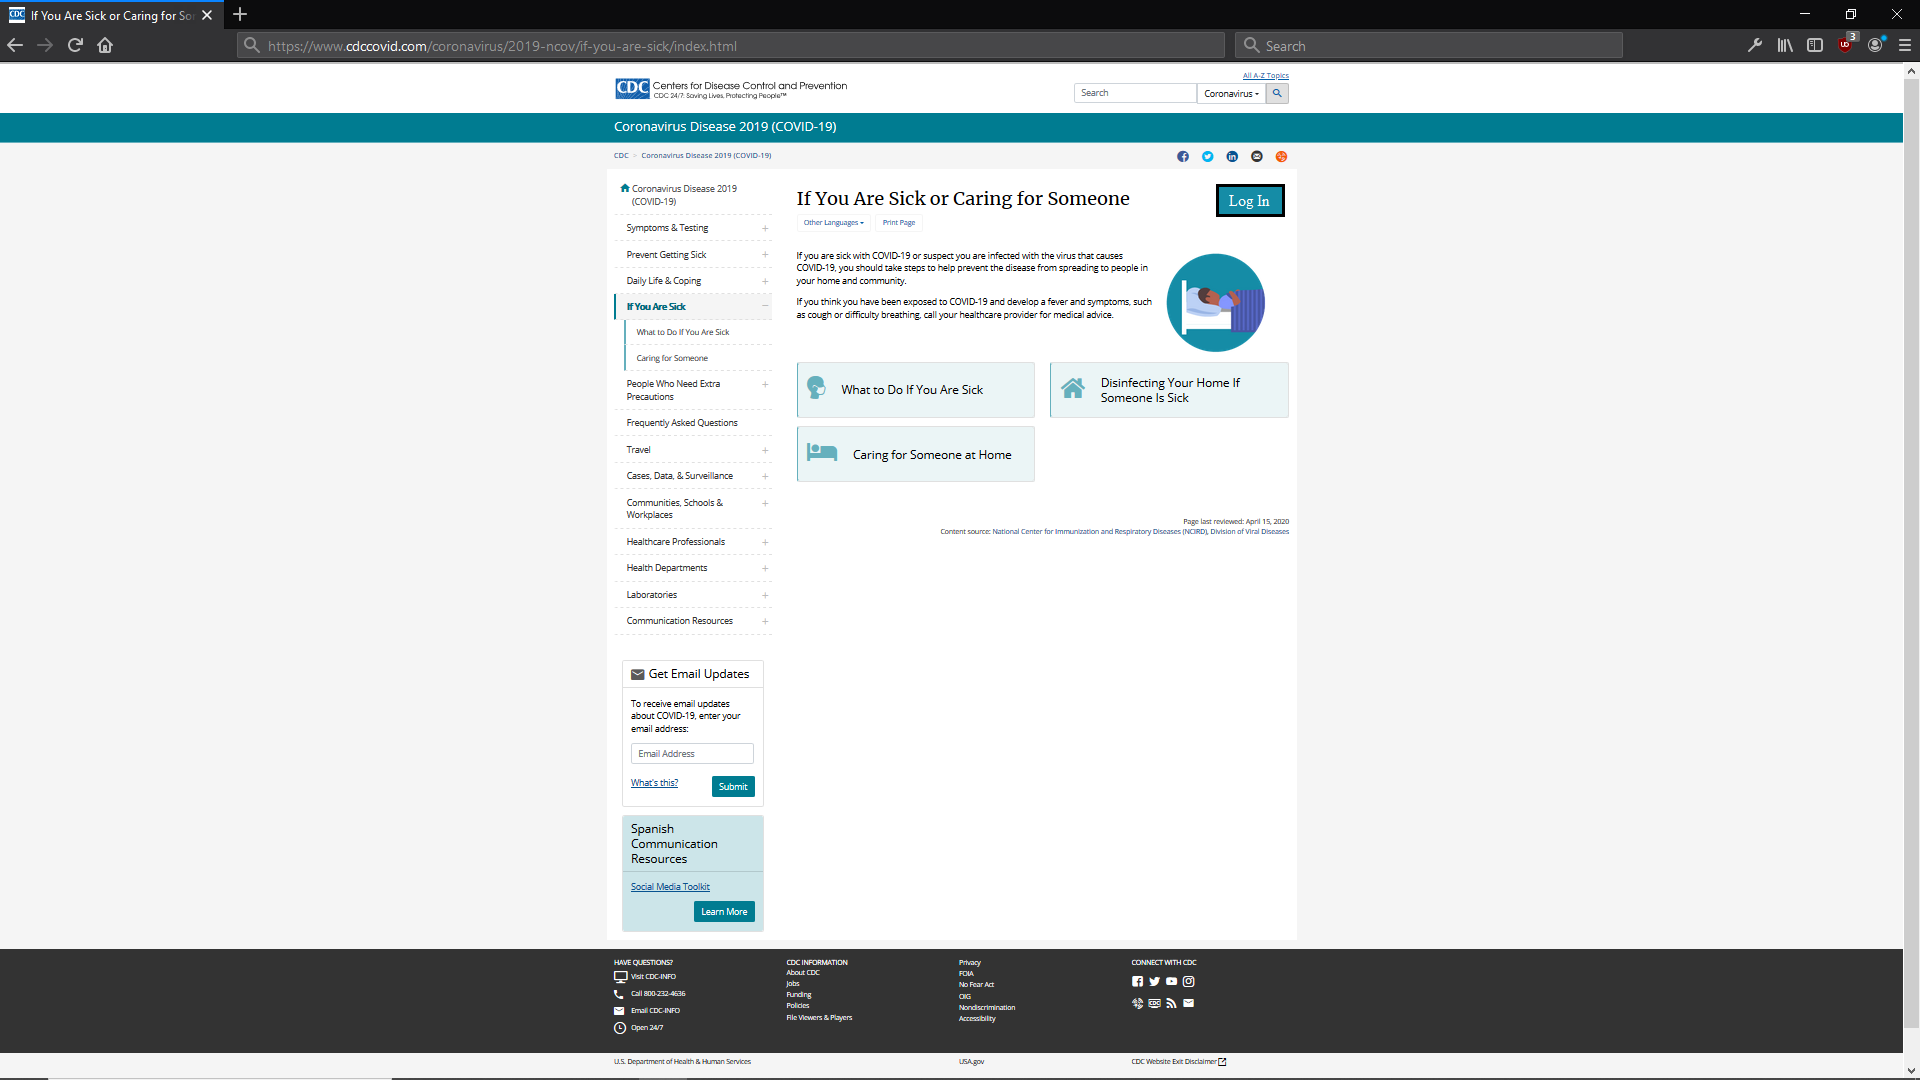 CDC If You Are Sick or Caring for So
https://www.cdccovid.com/coronavirus/2019-ncov/if-you-are-sick/index.html
Search
3
CDC Centers for Disease Control and Prevention
CDC 24/7: Saving Lives, Protecting People™
All A-Z Topics
Search
Coronavirus
Coronavirus Disease 2019 (COVID-19)
CDC > Coronavirus Disease 2019 (COVID-19)
Coronavirus Disease 2019
(COVID-19)
Symptoms & Testing
Prevent Getting Sick
Daily Life & Coping
If You Are Sick
What to Do If You Are Sick
Caring for Someone
People Who Need Extra
Precautions
Frequently Asked Questions
Travel
Cases, Data, & Surveillance
Communities, Schools &
Workplaces
Healthcare Professionals
Health Departments
Laboratories
Communication Resources
If You Are Sick or Caring for Someone
Log In
Other Languages
Print Page
If you are sick with COVID-19 or suspect you are infected with the virus that causes
COVID-19, you should take steps to help prevent the disease from spreading to people in
your home and community.
If you think you have been exposed to COVID-19 and develop a fever and symptoms, such
as cough or difficulty breathing, call your healthcare provider for medical advice.
What to Do If You Are Sick
Disinfecting Your Home If
Someone Is Sick
Caring for Someone at Home
Page last reviewed: April 15, 2020
Content source: National Center for Immunization and Respiratory Diseases (NCIRD), Division of Viral Diseases
Get Email Updates
To receive email updates
about COVID-19, enter your
email address:
Email Address
What's this?
Submit
Spanish
Communication
Resources
Social Media Toolkit
Learn More
HAVE QUESTIONS?
Visit CDC-INFO
Call 800-232-4636
Email CDC-INFO
Open 24/7
CDC INFORMATION
About CDC
Jobs
Funding
Policies
File Viewers & Players
Privacy
FOIA
No Fear Act
OIG
Nondiscrimination
Accessibility
CONNECT WITH CDC
U.S. Department of Health & Human Services
USA.gov
CDC Website Exit Disclaimer